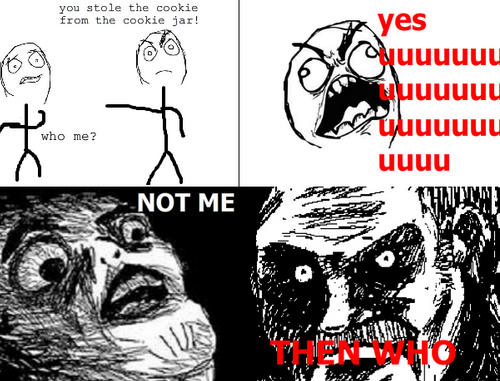 you stole the cookie
from the cookie jar!
who me?
yes
uuuuuuu
uuuuuuu
uuuuuuu
uuuu
NOT ME
THEN WHO